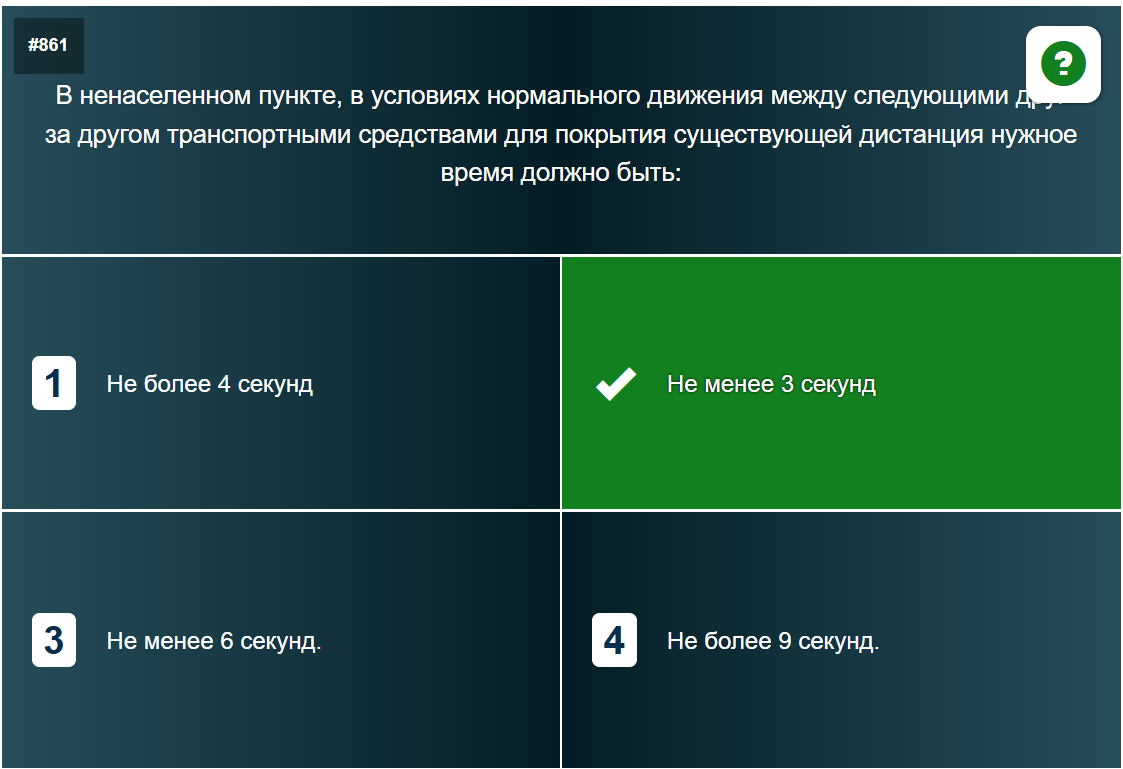 #861
?
В ненаселенном пункте, в условиях нормального движения между следующими
за другом транспортными средствами для покрытия существующей дистанция нужное
время должно быть:
1 Не более 4 секунд
Не менее 3 секунд
3 Не менее 6 секунд.
4 Не более 9 секунд.